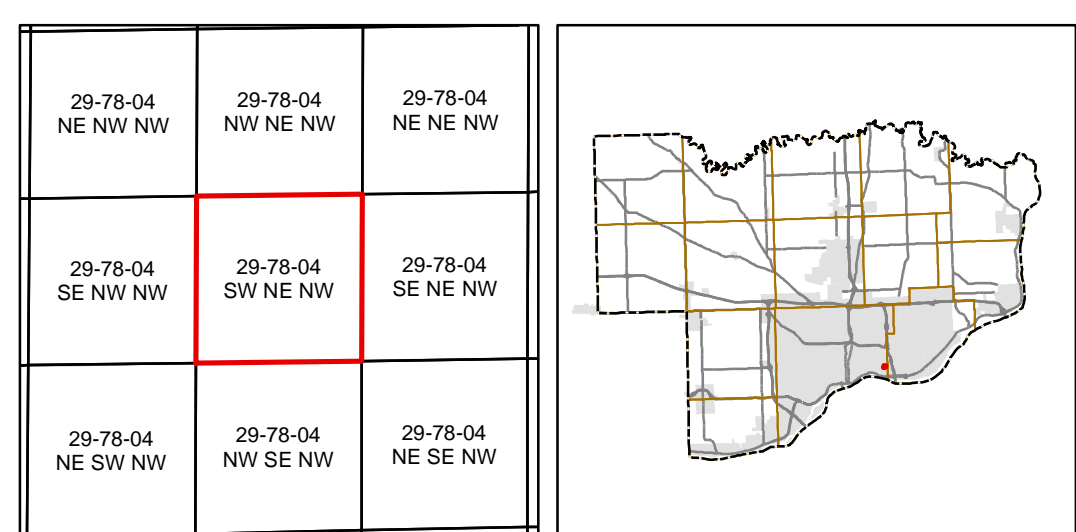 29-78-04
NE NW NW
29-78-04
NW NE NW
29-78-04
NE NE NW
29-78-04
SE NW NW
29-78-04
SW NE NW
29-78-04
SE NE NW
29-78-04
NE SW NW
29-78-04
NW SE NW
29-78-04
NE SE NW